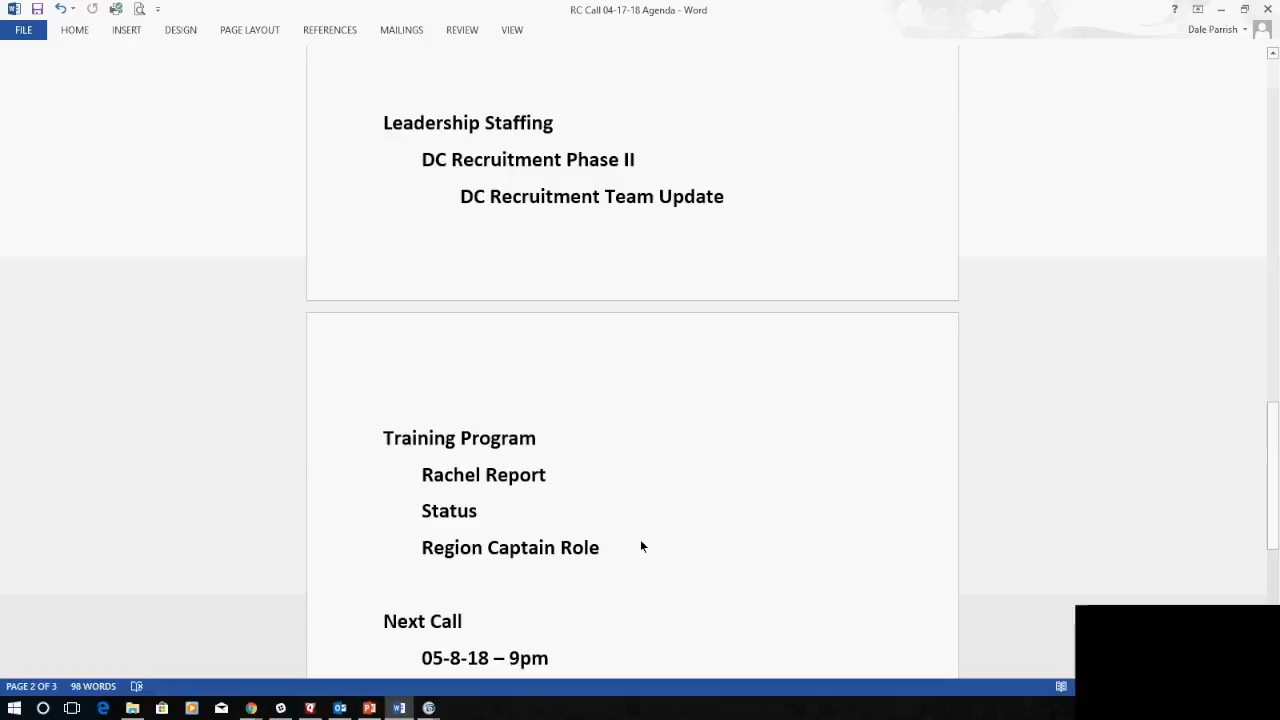 RC Call 04-17-18 Agenda - Word
FILE HOME INSERT DESIGN PAGE LAYOUT REFERENCES MAILINGS REVIEW VIEW
Dale Parrish
Leadership Staffing
DC Recruitment Phase II
DC Recruitment Team Update
Training Program
Rachel Report
Status
Region Captain Role
Next Call
05-8-18 – 9pm
PAGE 2 OF 3 98 WORDS